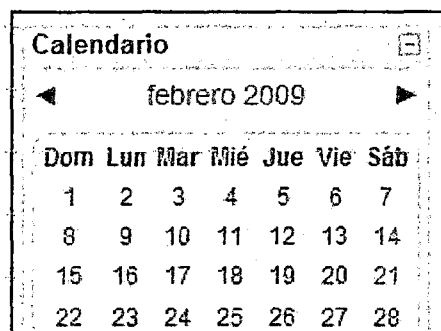 Calendario
febrero 2009
Dom Lun Mar Mié Jue Vie Sáb
1 2 3 4 5 6 7
8 9 10 11 12 13 14
15 16 17 18 19 20 21
22 23 24 25 26 27 28